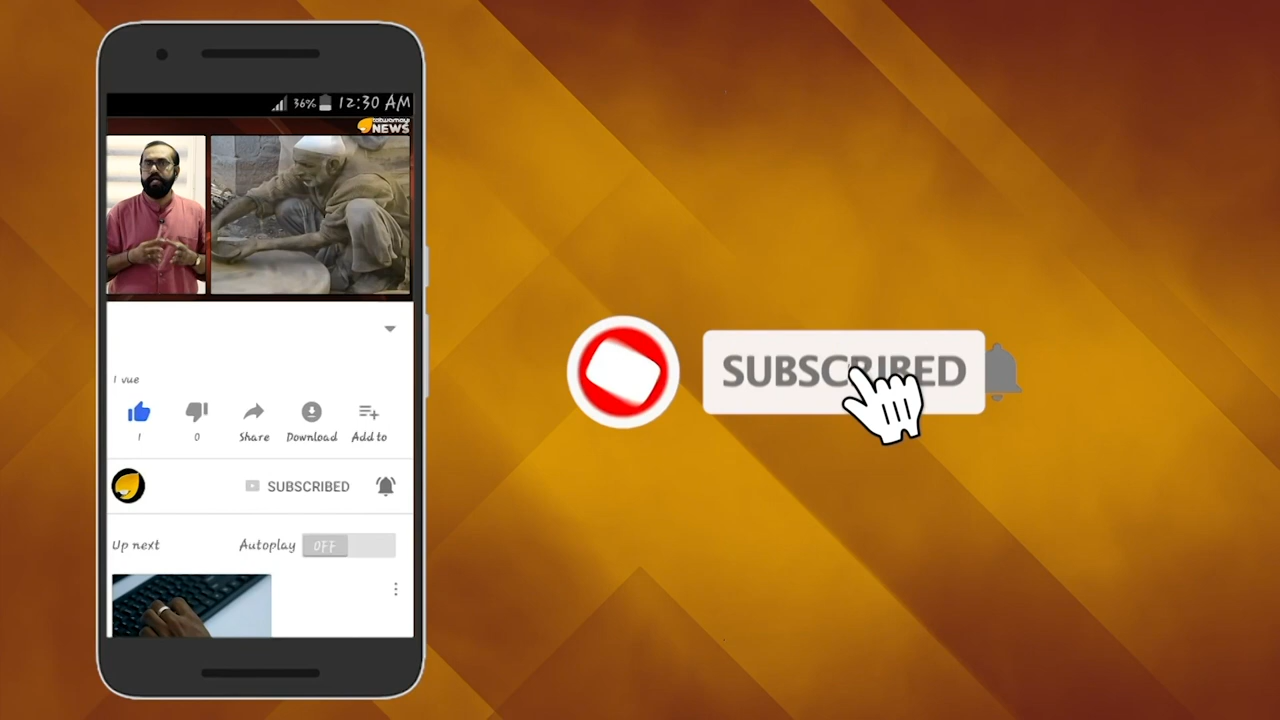 36% 12:30 AM
tatwamayi
NEWS
1 vue
1
0
Share
Download
Add to
SUBSCRIBED
Up next
Autoplay
OFF
SUBSCRIBED